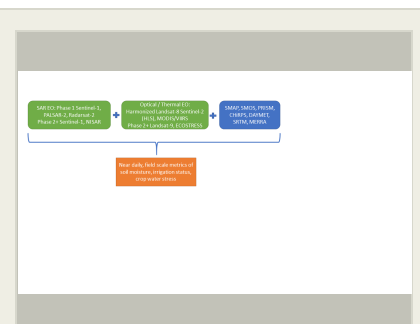 SAR EO: Phase 1 Sentinel-1,
PALSAR-2, Radarsat-2
Phase 2+ Sentinel-1, NISAR
+
Optical / Thermal EO:
Harmonized Landsat-8 Sentinel-2
(HLS), MODIS/VIIRS
Phase 2+ Landsat-9, ECOSTRESS
+
SMAP, SMOS, PRISM,
CHIRPS, DAYMET,
SRTM, MERRA
Near daily, field scale metrics of
soil moisture, irrigation status,
crop water stress